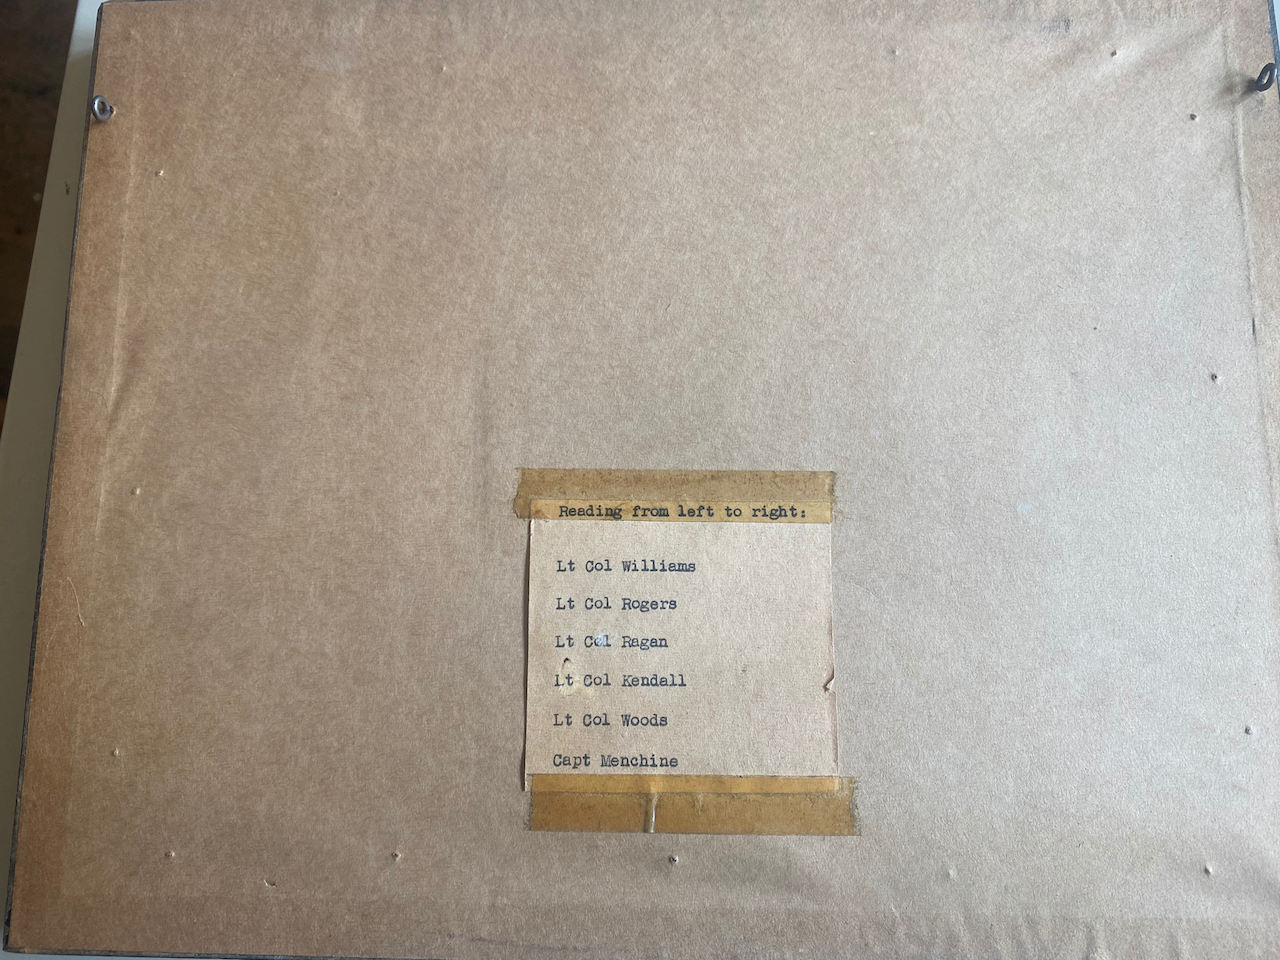 Reading from left to right:
Lt Col Williams
Lt Col Rogers
Lt Col Ragan
Lt Col Kendall
Lt Col Woods
Capt Menchine